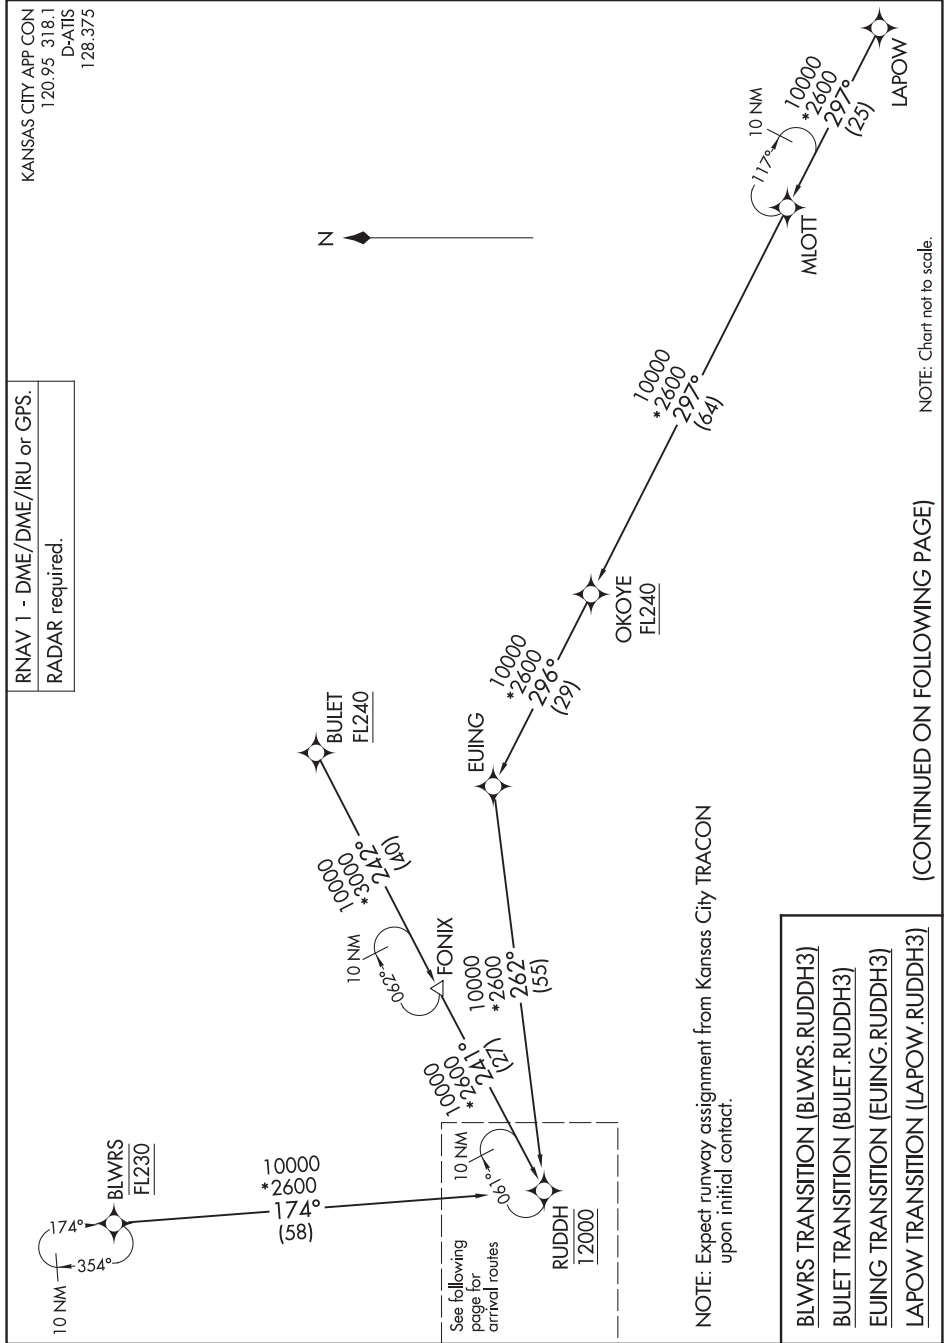 KANSAS CITY APP CON
120.95 318.1
D-ATIS
128.375
RNAV 1 - DME/DME/IRU or GPS.
RADAR required.
N
LAPOW
10000
*2600
297°
(25)
10 NM
117°
MLOTT
10000
*2600
297°
(64)
OKOYE
FL240
10000
*2600
296°
(29)
EUING
10000
*2600
262°
(55)
BULET
FL240
10000
*3000
242°
(40)
10 NM
062°
FONIX
10000
*2600
241°
(27)
10 NM
061°
RUDDH
12000
BLWRS
FL230
174°
354°
10 NM
10000
*2600
174°
(58)
See following
page for
arrival routes
NOTE: Expect runway assignment from Kansas City TRACON
upon initial contact.
NOTE: Chart not to scale.
(CONTINUED ON FOLLOWING PAGE)
BLWRS TRANSITION (BLWRS.RUDDH3)
BULET TRANSITION (BULET.RUDDH3)
EUING TRANSITION (EUING.RUDDH3)
LAPOW TRANSITION (LAPOW.RUDDH3)